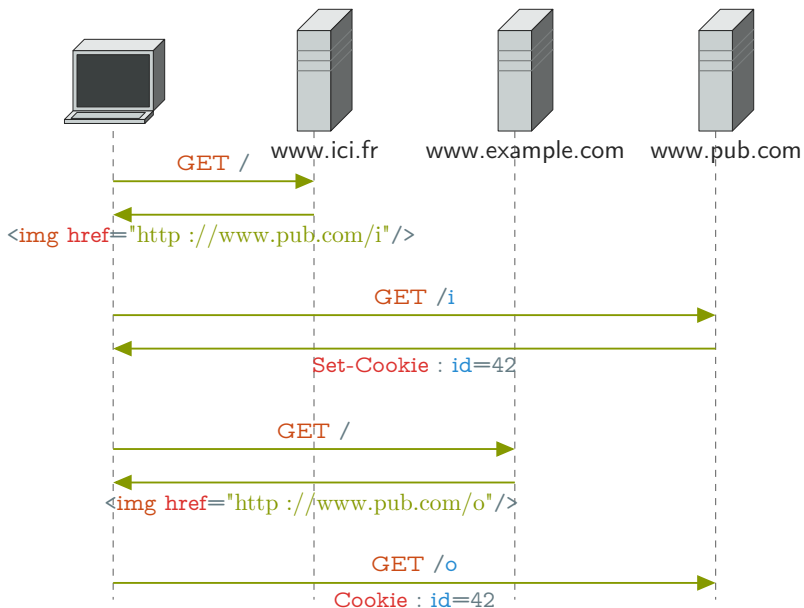 www.ici.fr www.example.com www.pub.com
GET /
<img href="http ://www.pub.com/i"/>
GET /i
Set-Cookie : id=42
GET /
<img href="http ://www.pub.com/o"/>
GET /o
Cookie : id=42